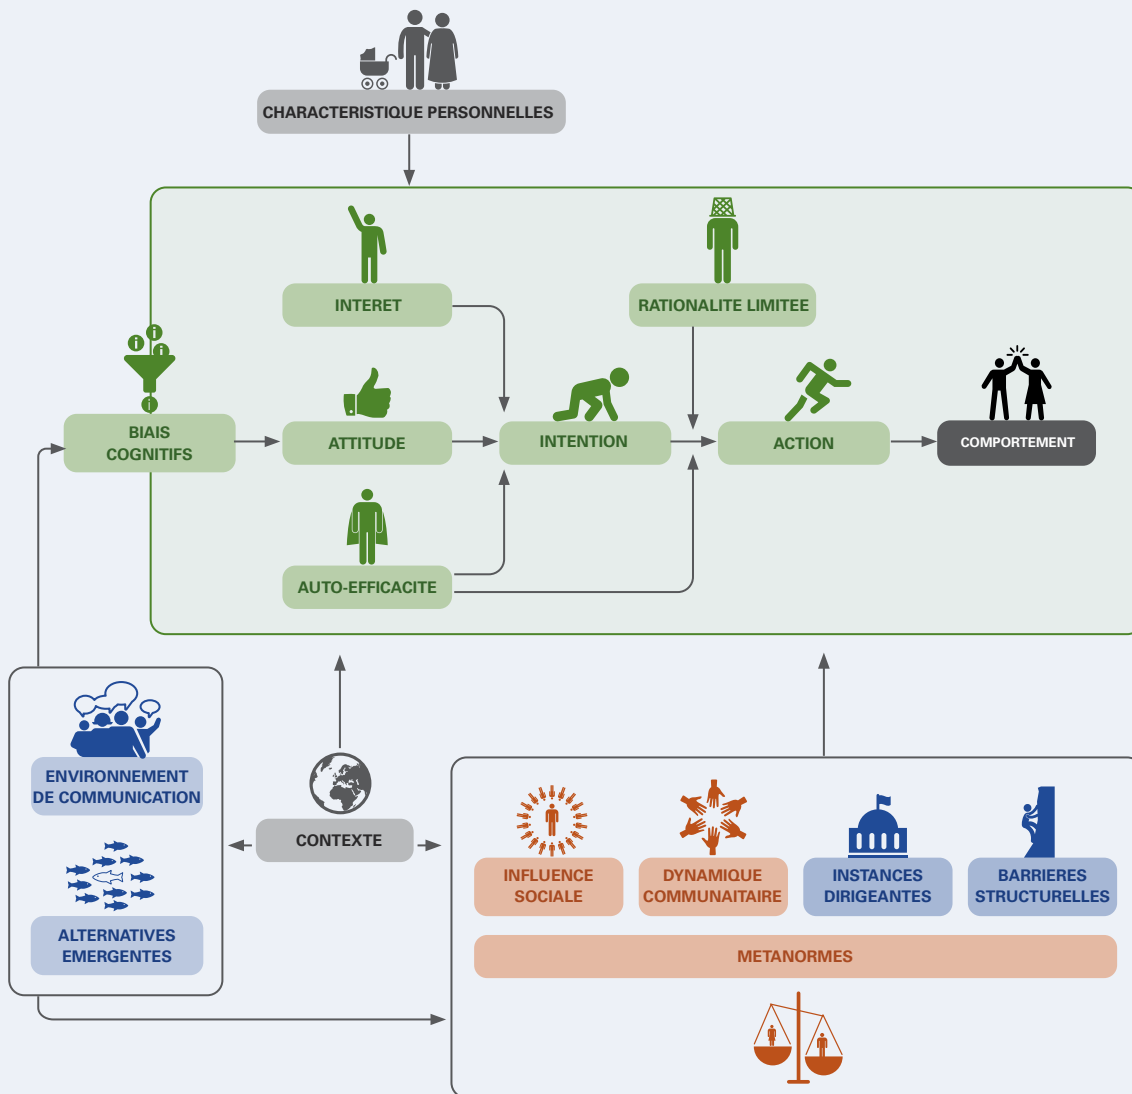 CHARACTERISTIQUE PERSONNELLES
INTERET
RATIONALITE LIMITEE
BIAIS
COGNITIFS
ATTITUDE
INTENTION
ACTION
COMPORTEMENT
AUTO-EFFICACITE
ENVIRONNEMENT
DE COMMUNICATION
ALTERNATIVES
EMERGENTES
CONTEXTE
INFLUENCE
SOCIALE
DYNAMIQUE
COMMUNAITAIRE
INSTANCES
DIRIGEANTES
BARRIERES
STRUCTURELLES
METANORMES